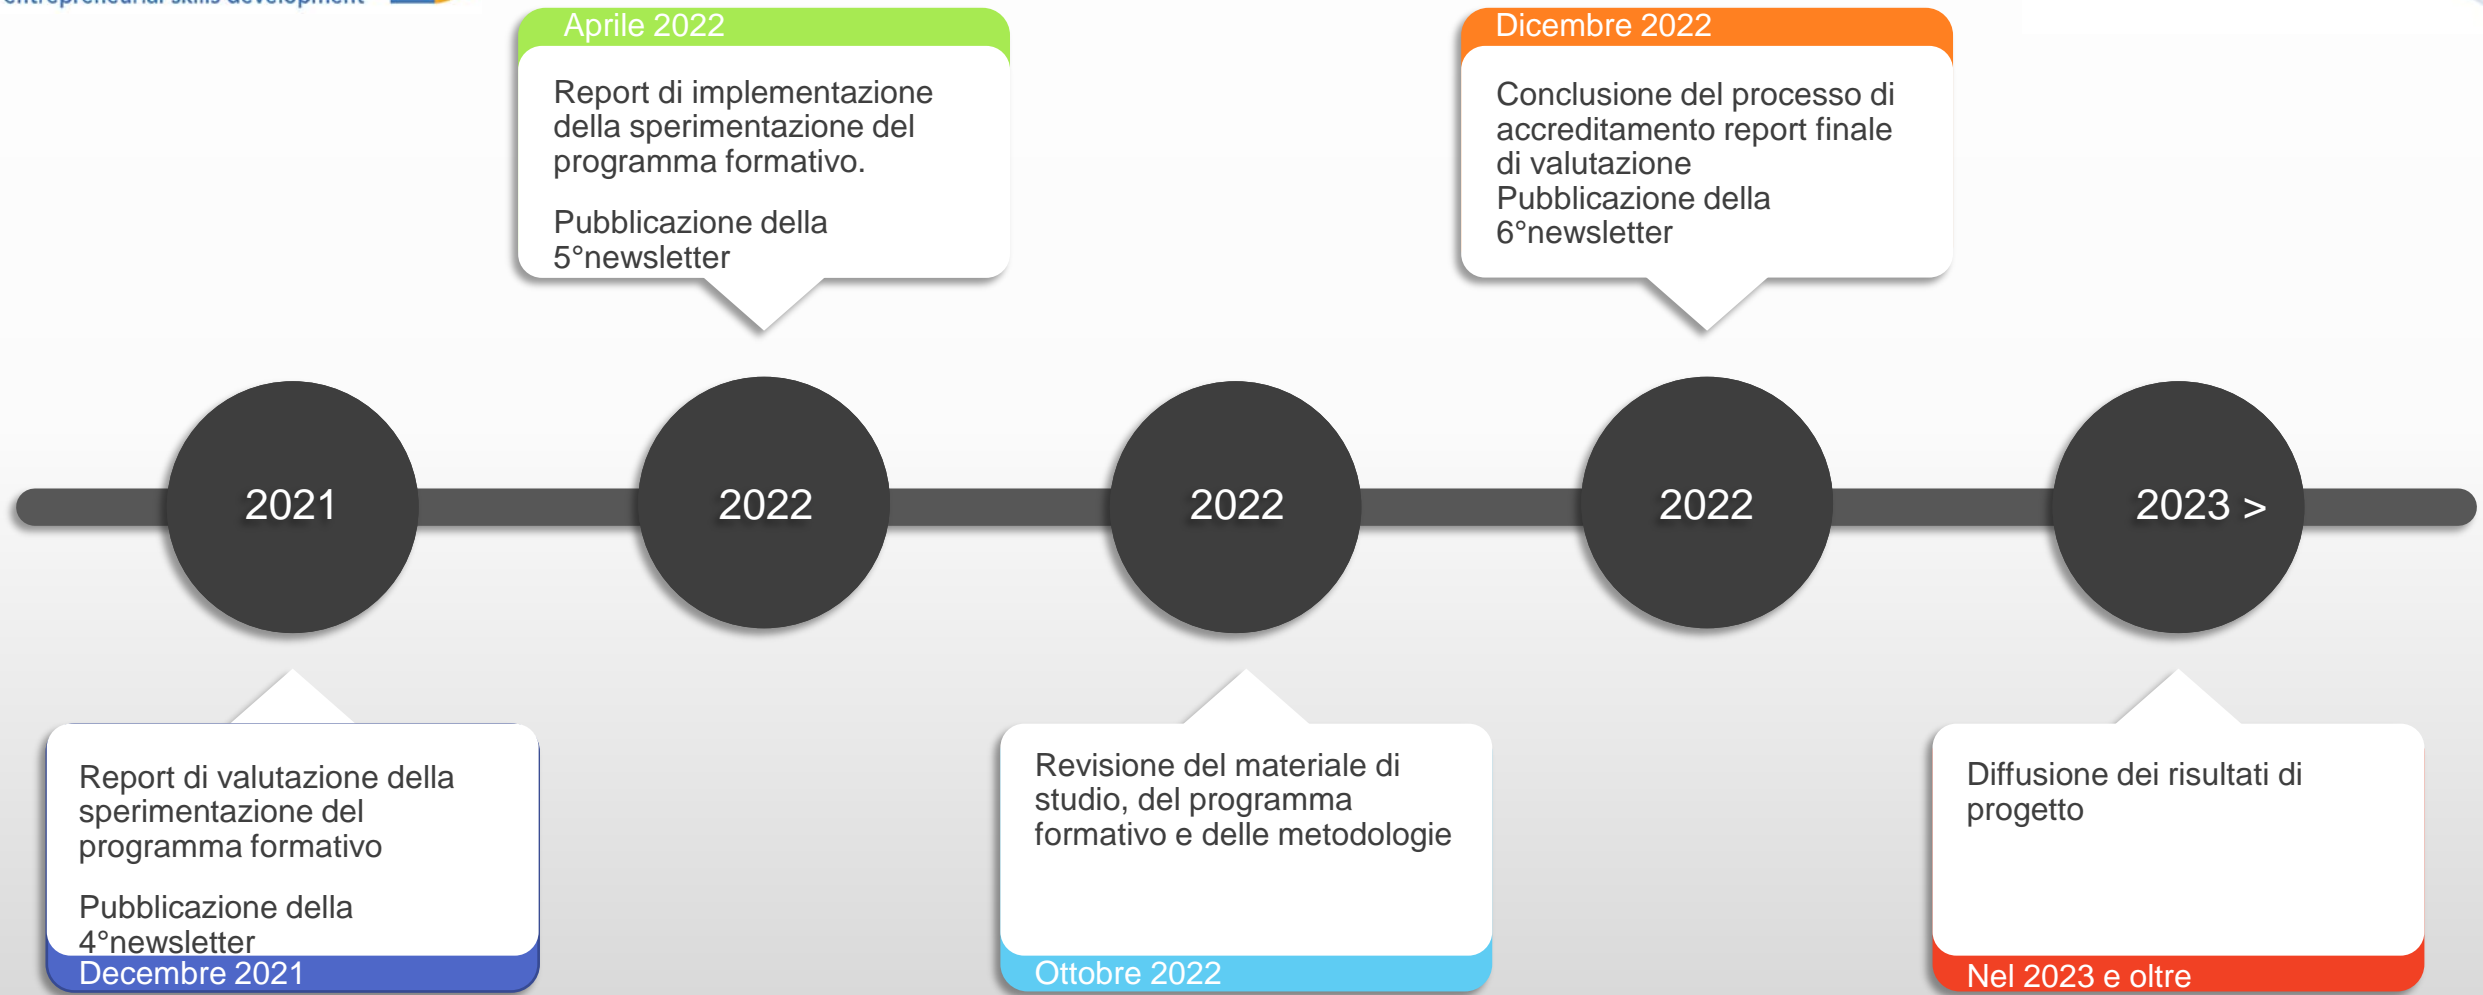 entrepreneurial skills development
Aprile 2022
Report di implementazione
della sperimentazione del
programma formativo.
Pubblicazione della
5°newsletter
Dicembre 2022
Conclusione del processo di
accreditamento report finale
di valutazione
Pubblicazione della
6°newsletter
2021
2022
2022
2022
2023 >
Report di valutazione della
sperimentazione del
programma formativo
Pubblicazione della
4°newsletter
Decembre 2021
Revisione del materiale di
studio, del programma
formativo e delle metodologie
Ottobre 2022
Diffusione dei risultati di
progetto
Nel 2023 e oltre